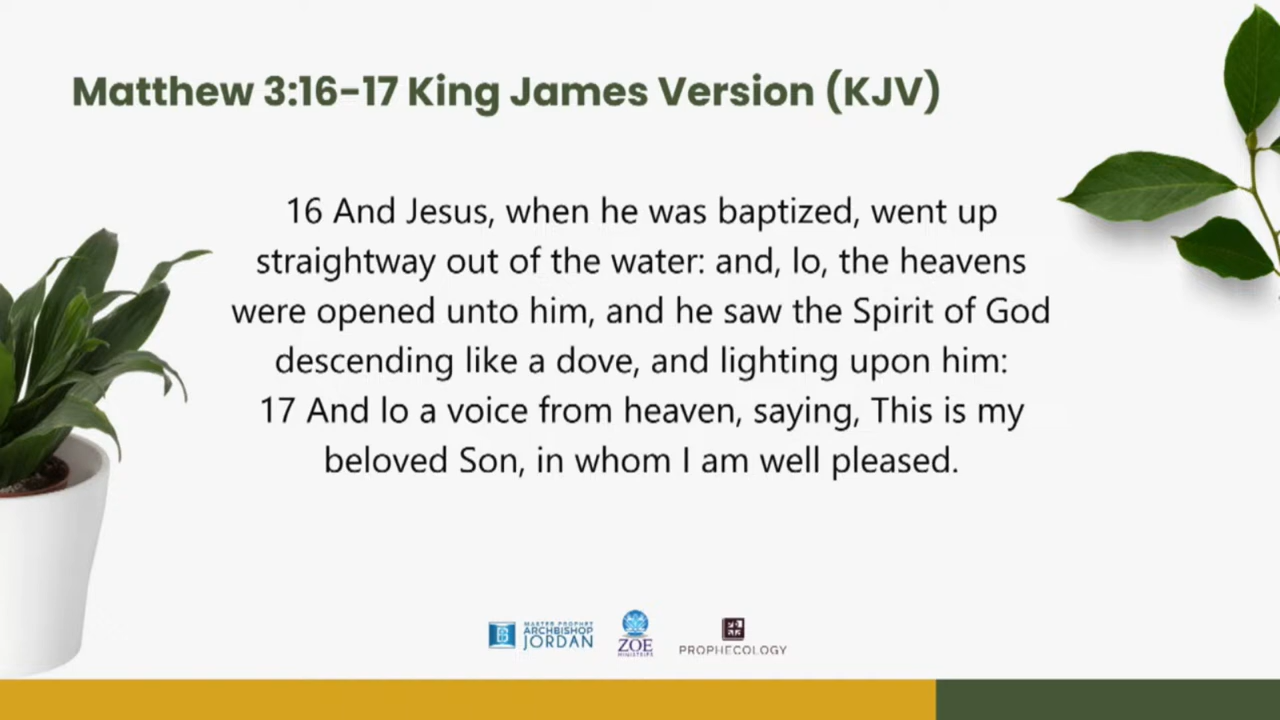 Matthew 3:16-17 King James Version (KJV)
16 And Jesus, when he was baptized, went up
straightway out of the water: and, lo, the heavens
were opened unto him, and he saw the Spirit of God
descending like a dove, and lighting upon him:
17 And lo a voice from heaven, saying, This is my
beloved Son, in whom I am well pleased.
MASTER PROPHET
ARCHBISHOP
JORDAN
ZOE
MINISTRIES
PROPHECOLOGY